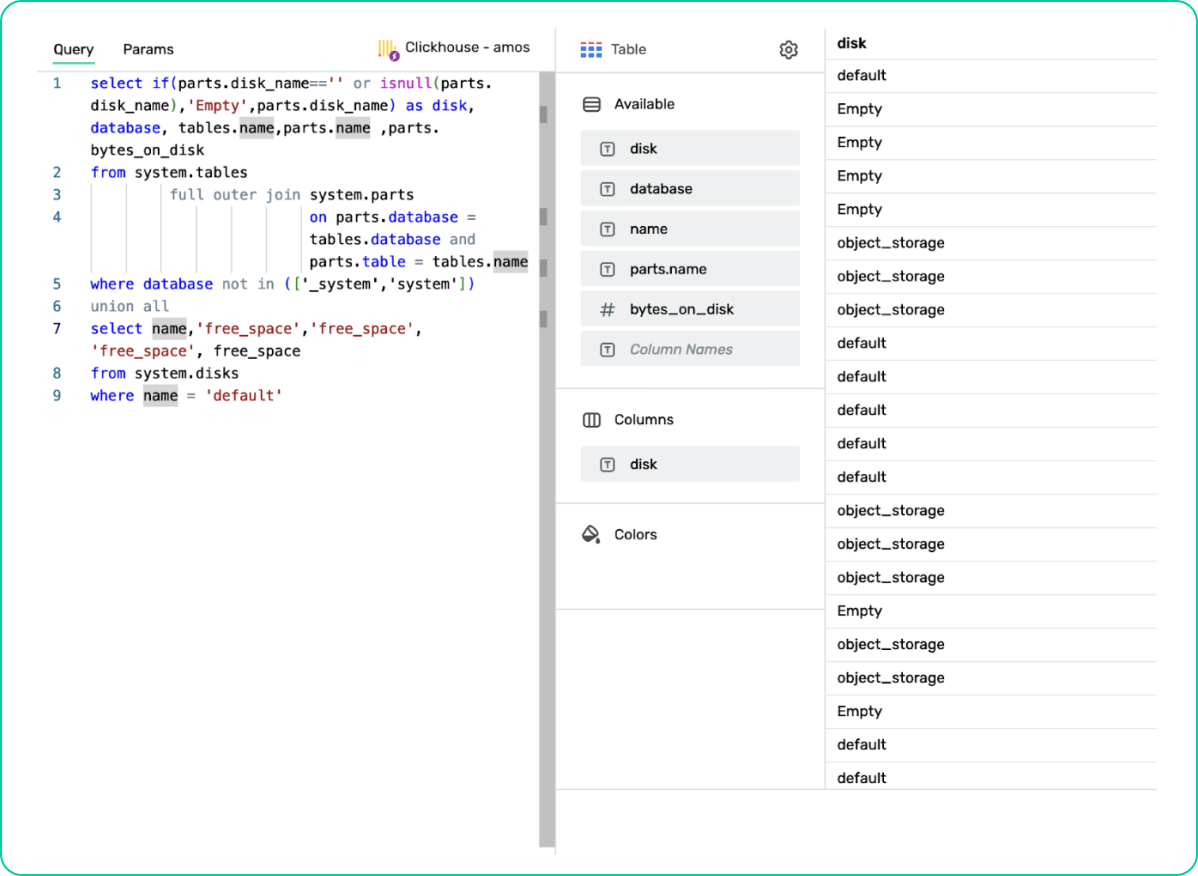 Query Params Clickhouse - amos
1 select if(parts.disk_name=='' or isnull(parts.
disk_name),'Empty',parts.disk_name) as disk,
database, tables.name,parts.name ,parts.
bytes_on_disk
2 from system.tables
3 full outer join system.parts
4 on parts.database =
tables.database and
parts.table = tables.name
5 where database not in (['_system','system'])
6 union all
7 select name,'free_space','free_space',
'free_space', free_space
8 from system.disks
9 where name = 'default'
Table
Available
T disk
T database
T name
T parts.name
# bytes_on_disk
T Column Names
Columns
T disk
Colors
disk
default
Empty
Empty
Empty
Empty
object_storage
object_storage
object_storage
default
default
default
default
default
object_storage
object_storage
object_storage
Empty
object_storage
object_storage
Empty
default
default